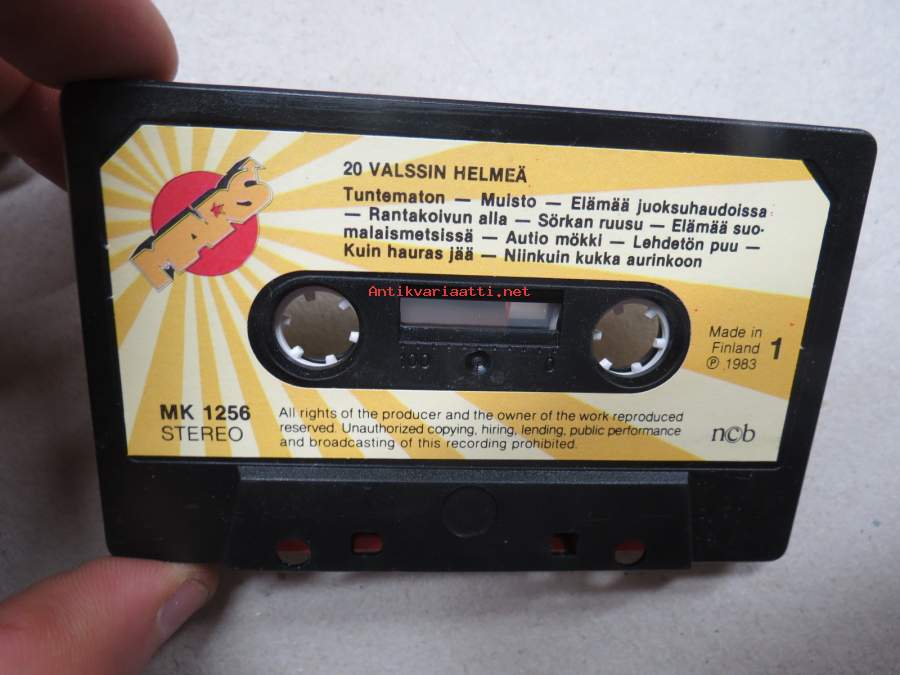 MARS
20 VALSSIN HELMEÄ
Tuntematon — Muisto — Elämää juoksuhaudoissa
— Rantakoivun alla — Sörkan ruusu — Elämää suo-
malaismetsissä — Autio mökki — Lehdetön puu —
Kuin hauras jää — Niinkuin kukka aurinkoon
Antikvariaatti.net
100 0
Made in
Finland 1
℗ 1983
MK 1256
STEREO
All rights of the producer and the owner of the work reproduced
reserved. Unauthorized copying, hiring, lending, public performance
and broadcasting of this recording prohibited.
n©b